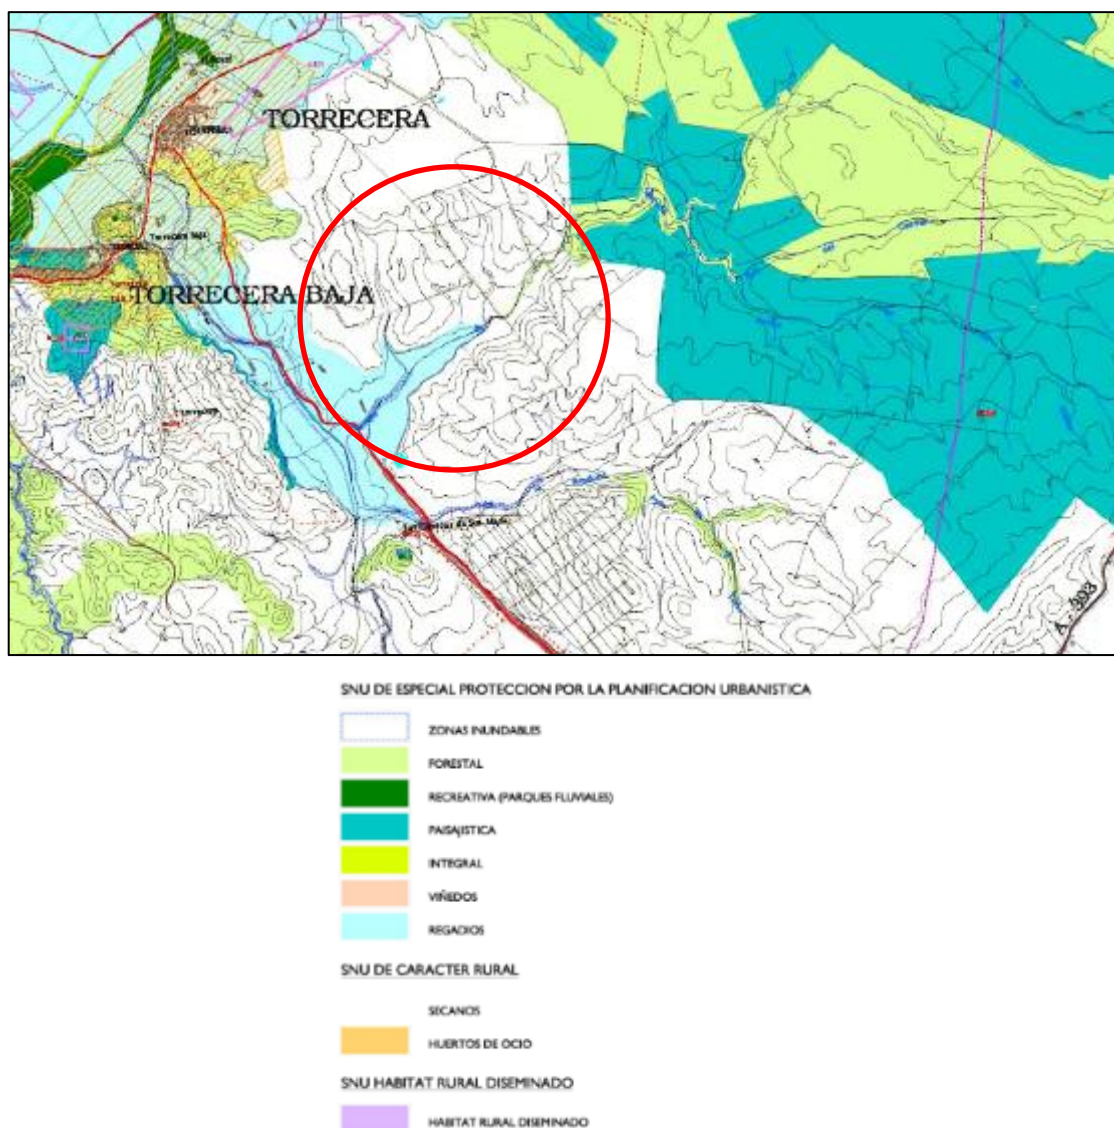 TORRECERA
TORRECERA BAJA
A - 393
SNU DE ESPECIAL PROTECCION POR LA PLANIFICACION URBANISTICA
ZONAS INUNDABLES
FORESTAL
RECREATIVA (PARQUES FLUVIALES)
PAISAJISTICA
INTEGRAL
VIÑEDOS
REGADIOS
SNU DE CARACTER RURAL
SECANOS
HUERTOS DE OCIO
SNU HABITAT RURAL DISEMINADO
HABITAT RURAL DISEMINADO